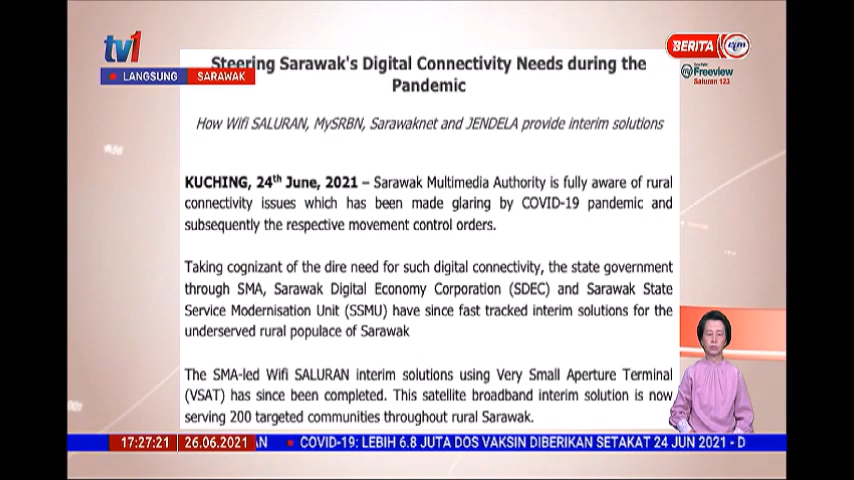 tv1
LANGSUNG SARAWAK
BERITA rtm
myFreeview
Saluran 123
Steering Sarawak's Digital Connectivity Needs during the
Pandemic
How Wifi SALURAN, MySRBN, Sarawaknet and JENDELA provide interim solutions
KUCHING, 24th June, 2021 – Sarawak Multimedia Authority is fully aware of rural
connectivity issues which has been made glaring by COVID-19 pandemic and
subsequently the respective movement control orders.
Taking cognizant of the dire need for such digital connectivity, the state government
through SMA, Sarawak Digital Economy Corporation (SDEC) and Sarawak State
Service Modernisation Unit (SSMU) have since fast tracked interim solutions for the
underserved rural populace of Sarawak
The SMA-led Wifi SALURAN interim solutions using Very Small Aperture Terminal
(VSAT) has since been completed. This satellite broadband interim solution is now
serving 200 targeted communities throughout rural Sarawak.
17:27:21 26.06.2021 AN • COVID-19: LEBIH 6.8 JUTA DOS VAKSIN DIBERIKAN SETAKAT 24 JUN 2021 - D